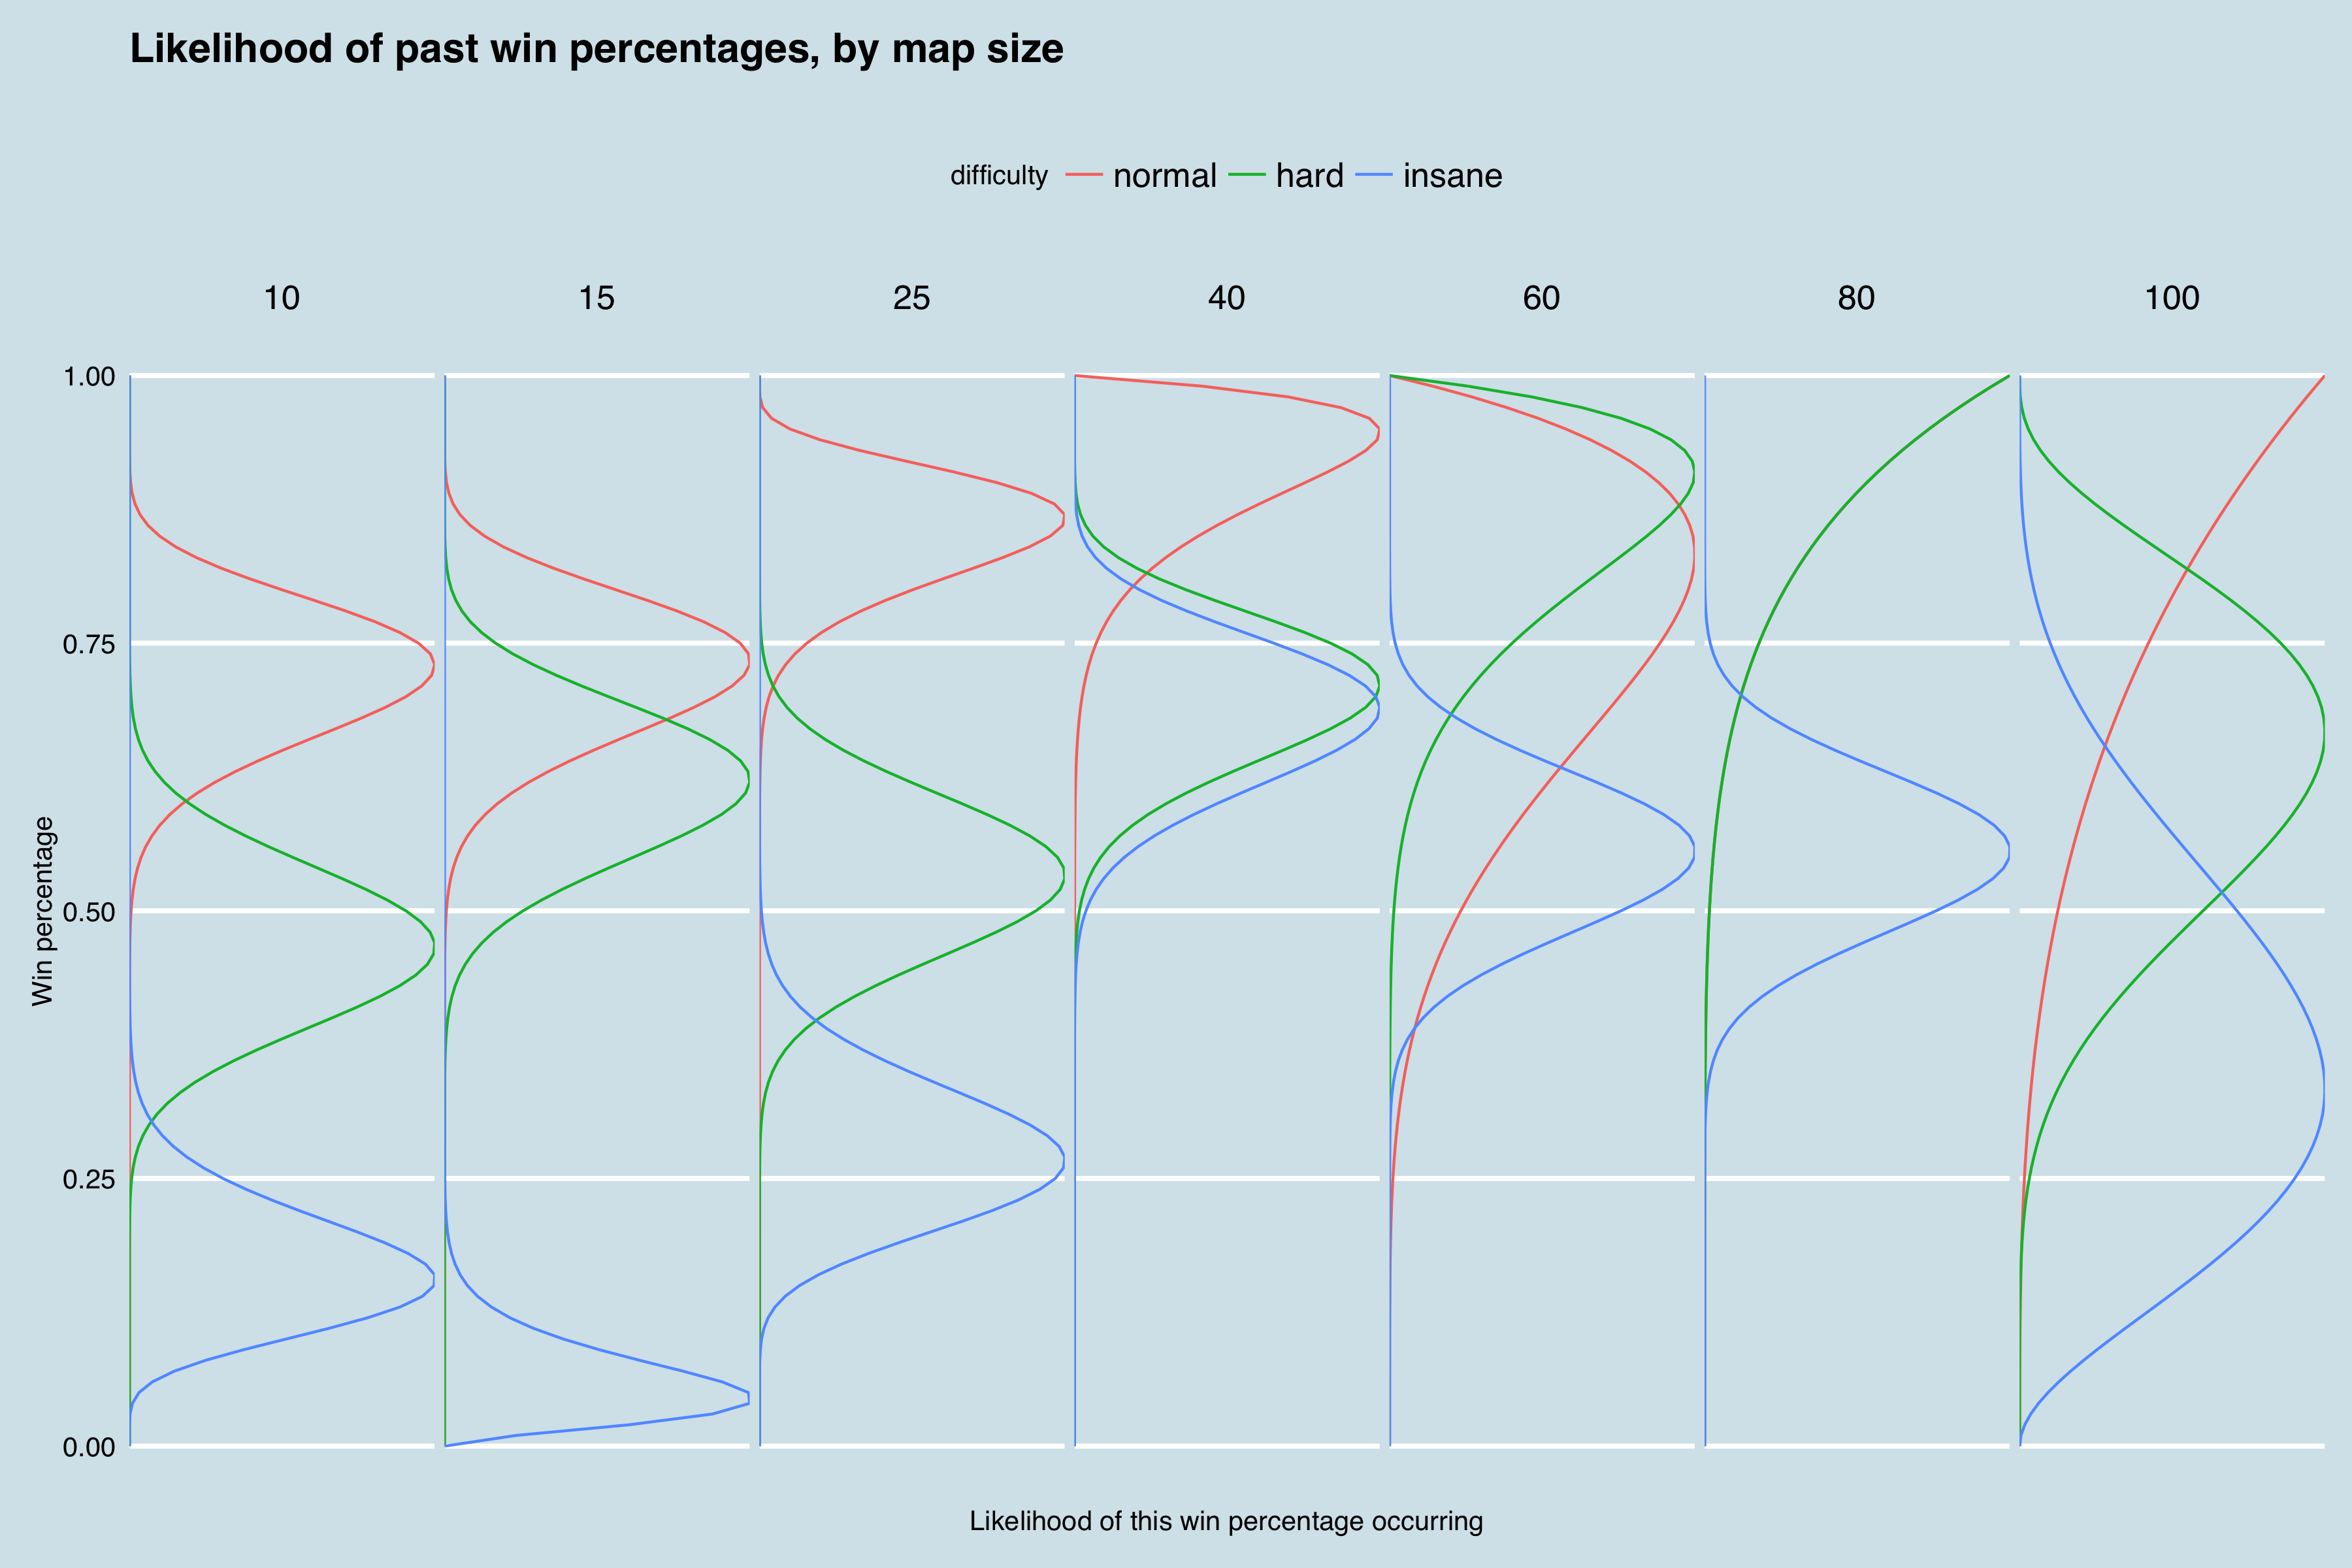 Likelihood of past win percentages, by map size
difficulty normal hard insane
10 15 25 40 60 80 100
1.00
0.75
0.50
0.25
0.00
Win percentage
Likelihood of this win percentage occurring